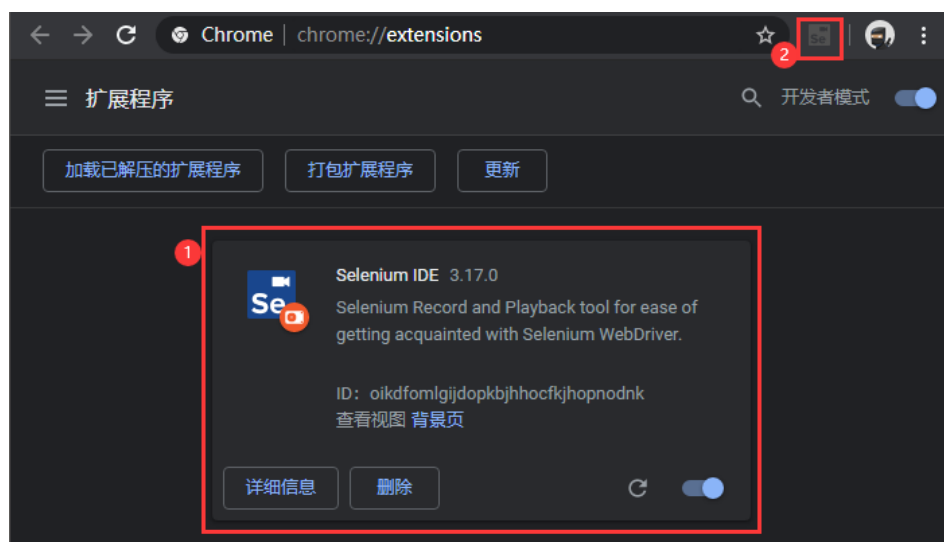 Chrome | chrome://extensions
Se
2
扩展程序
开发者模式
加载已解压的扩展程序
打包扩展程序
更新
1
Se
Selenium IDE 3.17.0
Selenium Record and Playback tool for ease of
getting acquainted with Selenium WebDriver.
ID：oikdfomlgijdopkbjhhocfkjhopnodnk
查看视图 背景页
详细信息
删除